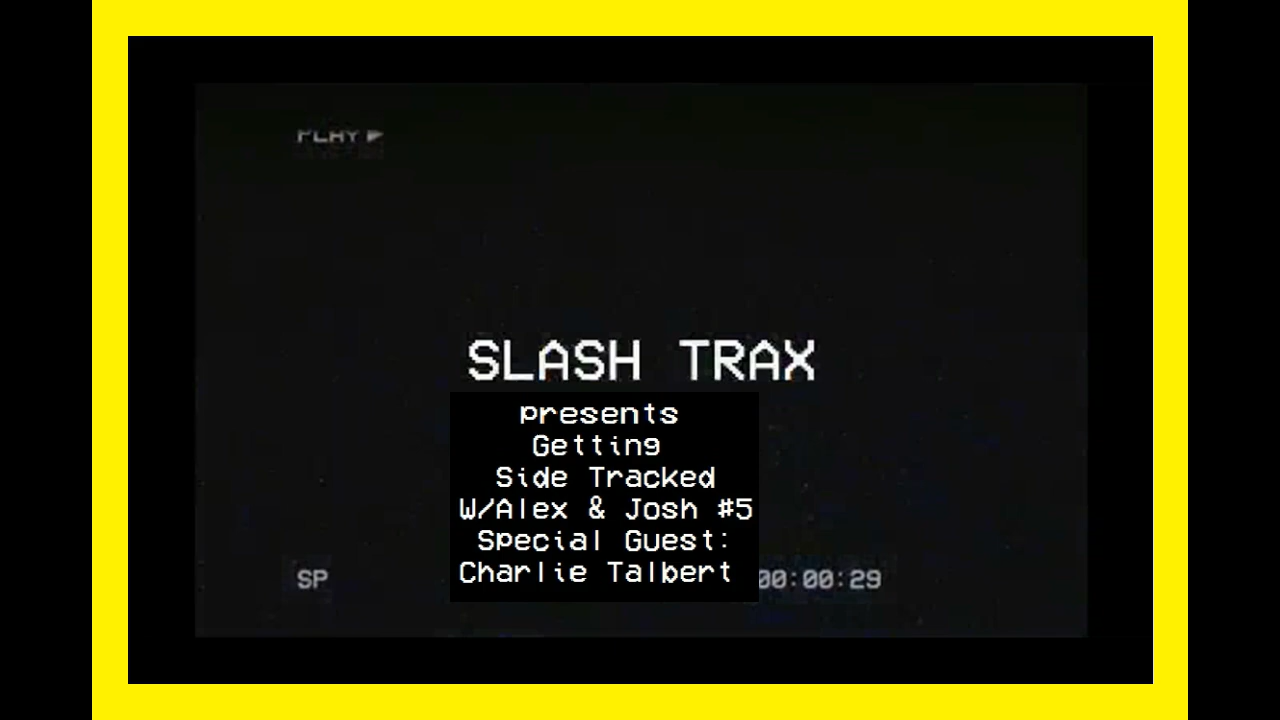 PLAY ▶
SLASH TRAX
presents
Getting
Side Tracked
W/Alex & Josh #5
Special Guest:
Charlie Talbert
SP 00:00:29